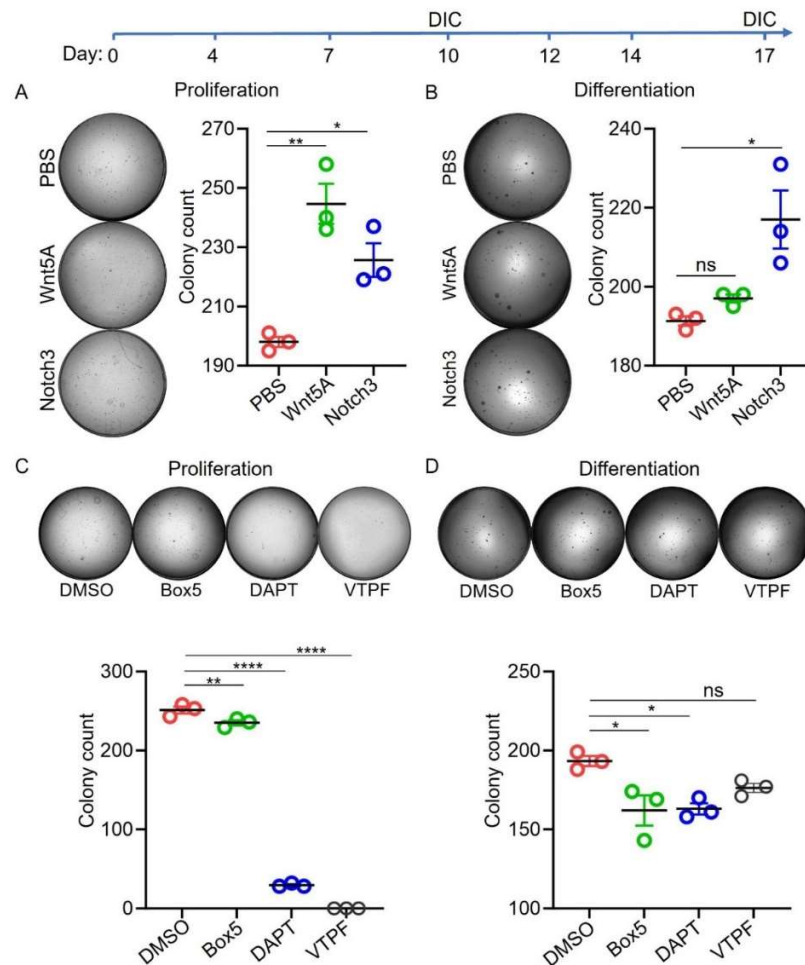 DIC DIC
Day: 0 4 7 10 12 14 17
A Proliferation
PBS
Wnt5A
Notch3
Colony count
270
250
230
210
190
*
**
PBS Wnt5A Notch3
B Differentiation
PBS
Wnt5A
Notch3
Colony count
240
220
200
180
*
ns
PBS Wnt5A Notch3
C Proliferation
DMSO Box5 DAPT VTPF
Colony count
300
200
100
0
****
****
**
DMSO Box5 DAPT VTPF
D Differentiation
DMSO Box5 DAPT VTPF
Colony count
250
200
150
100
ns
*
*
DMSO Box5 DAPT VTPF